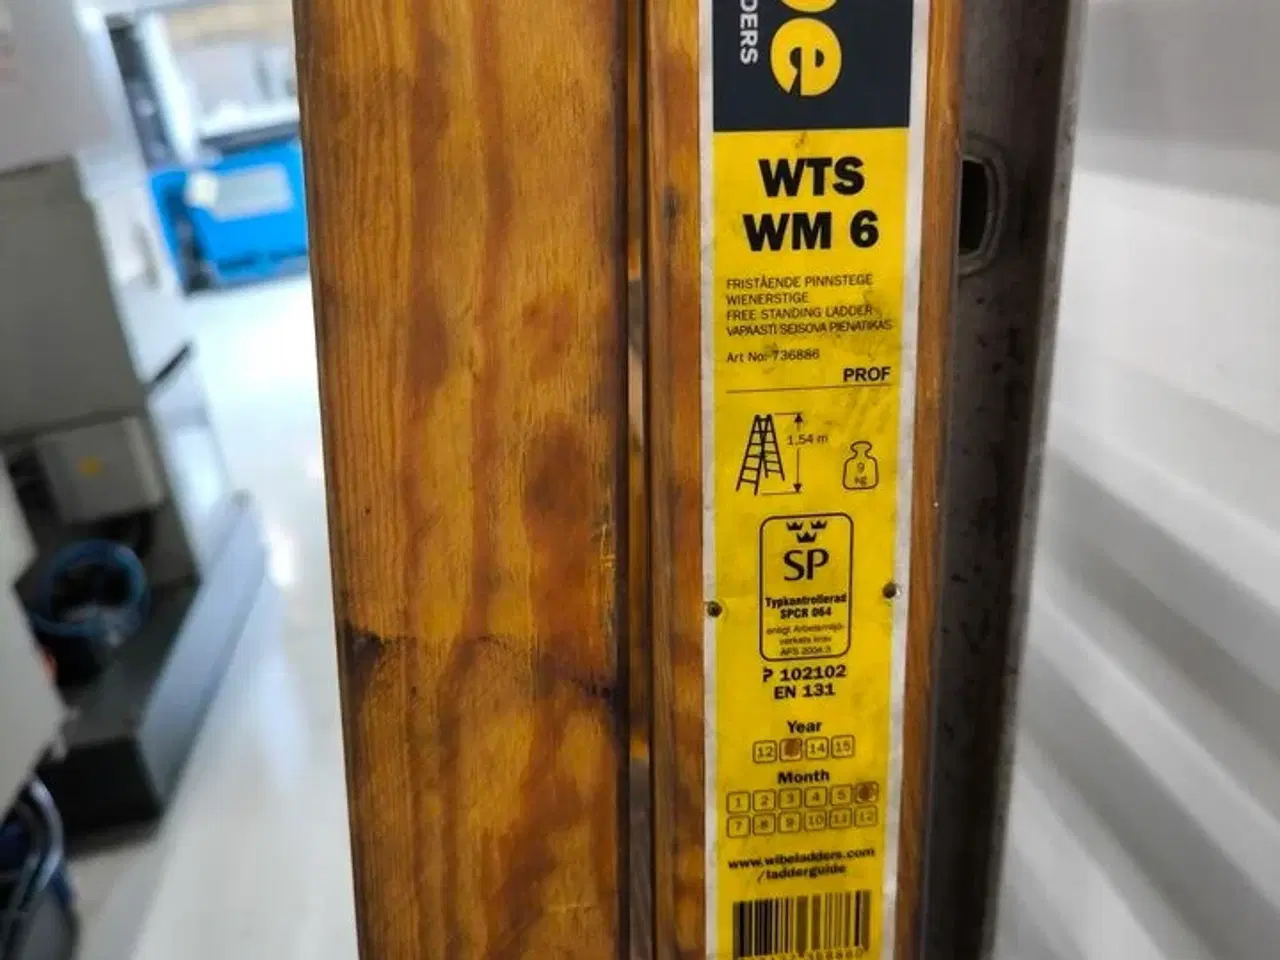 DERS
be
WTS
WM 6
FRISTÅENDE PINNSTEGE
WIENERSTIGE
FREE STANDING LADDER
VAPAASTI SEISOVA PIENATIKAS
Art No: 736886
PROF
1,54 m
9
kg
SP
Typkontrollerad
SPCR 064
enligt Arbetsmiljö-
verkets krav
AFS 2004:3
P 102102
EN 131
Year
12 14 15
Month
1 2 3 4 5
7 8 9 10 11 12
www.wibeladders.com
/ladderguide